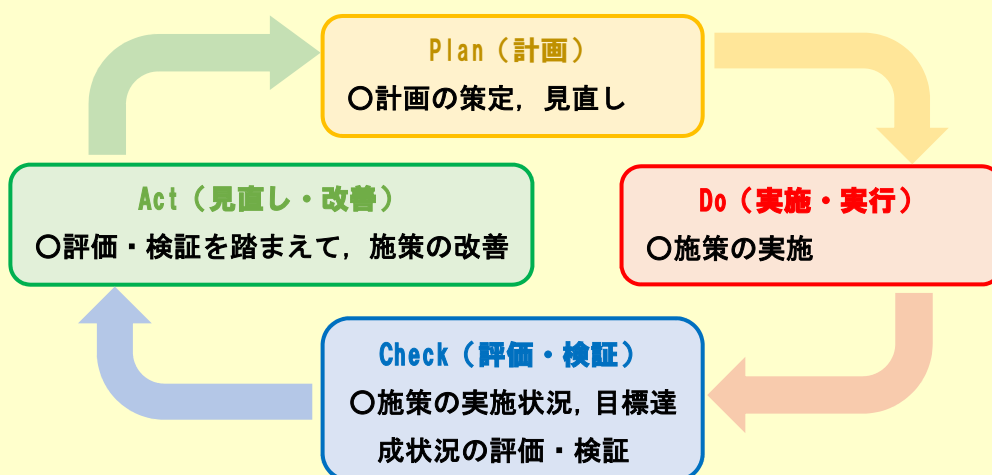 Plan（計画）
〇計画の策定，見直し
Act（見直し・改善）
〇評価・検証を踏まえて，施策の改善
Do（実施・実行）
〇施策の実施
Check（評価・検証）
〇施策の実施状況，目標達
成状況の評価・検証